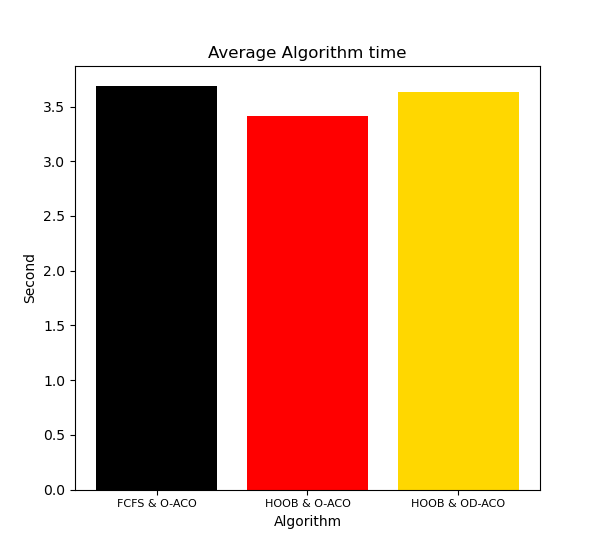 Average Algorithm time
3.5
3.0
2.5
2.0
1.5
1.0
0.5
0.0
Second
FCFS & O-ACO
HOOB & O-ACO
HOOB & OD-ACO
Algorithm